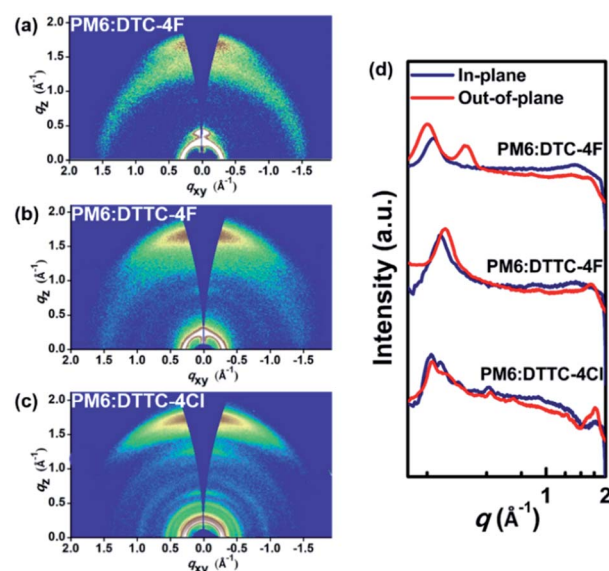 (a)
PM6:DTC-4F
2.0
1.5
1.0
0.5
0.0
qz (Å-1)
2.0 1.5 1.0 0.5 0.0 -0.5 -1.0 -1.5
qxy (Å-1)
(b)
PM6:DTTC-4F
2.0
1.5
1.0
0.5
0.0
qz (Å-1)
2.0 1.5 1.0 0.5 0.0 -0.5 -1.0 -1.5
qxy (Å-1)
(c)
PM6:DTTC-4Cl
2.0
1.5
1.0
0.5
0.0
qz (Å-1)
2.0 1.5 1.0 0.5 0.0 -0.5 -1.0 -1.5
qxy (Å-1)
(d)
In-plane
Out-of-plane
PM6:DTC-4F
PM6:DTTC-4F
PM6:DTTC-4Cl
Intensity (a.u.)
1 2
q (Å-1)